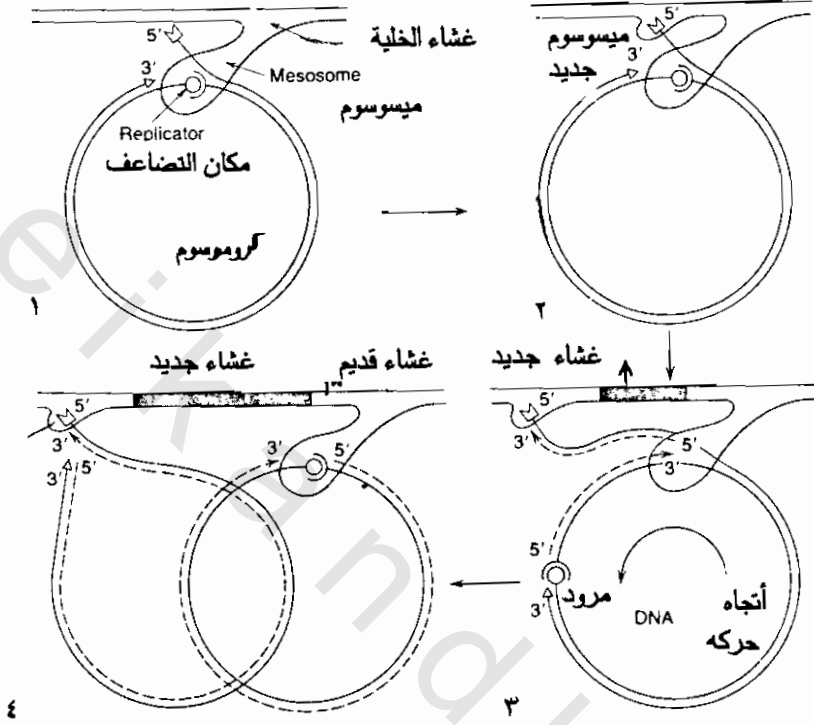 5'
غشاء الخلية
3'
Mesosome
ميسوسوم
Replicator
مكان التضاعف
كروموسوم
١
5'
ميسوسوم
جديد
3'
٢
غشاء جديد
5'
3'
5'
3'
5'
3'
مرود
DNA
أتجاه
حركه
٣
غشاء جديد
غشاء قديم
5'
3'
3'
5'
3'
5'
٤